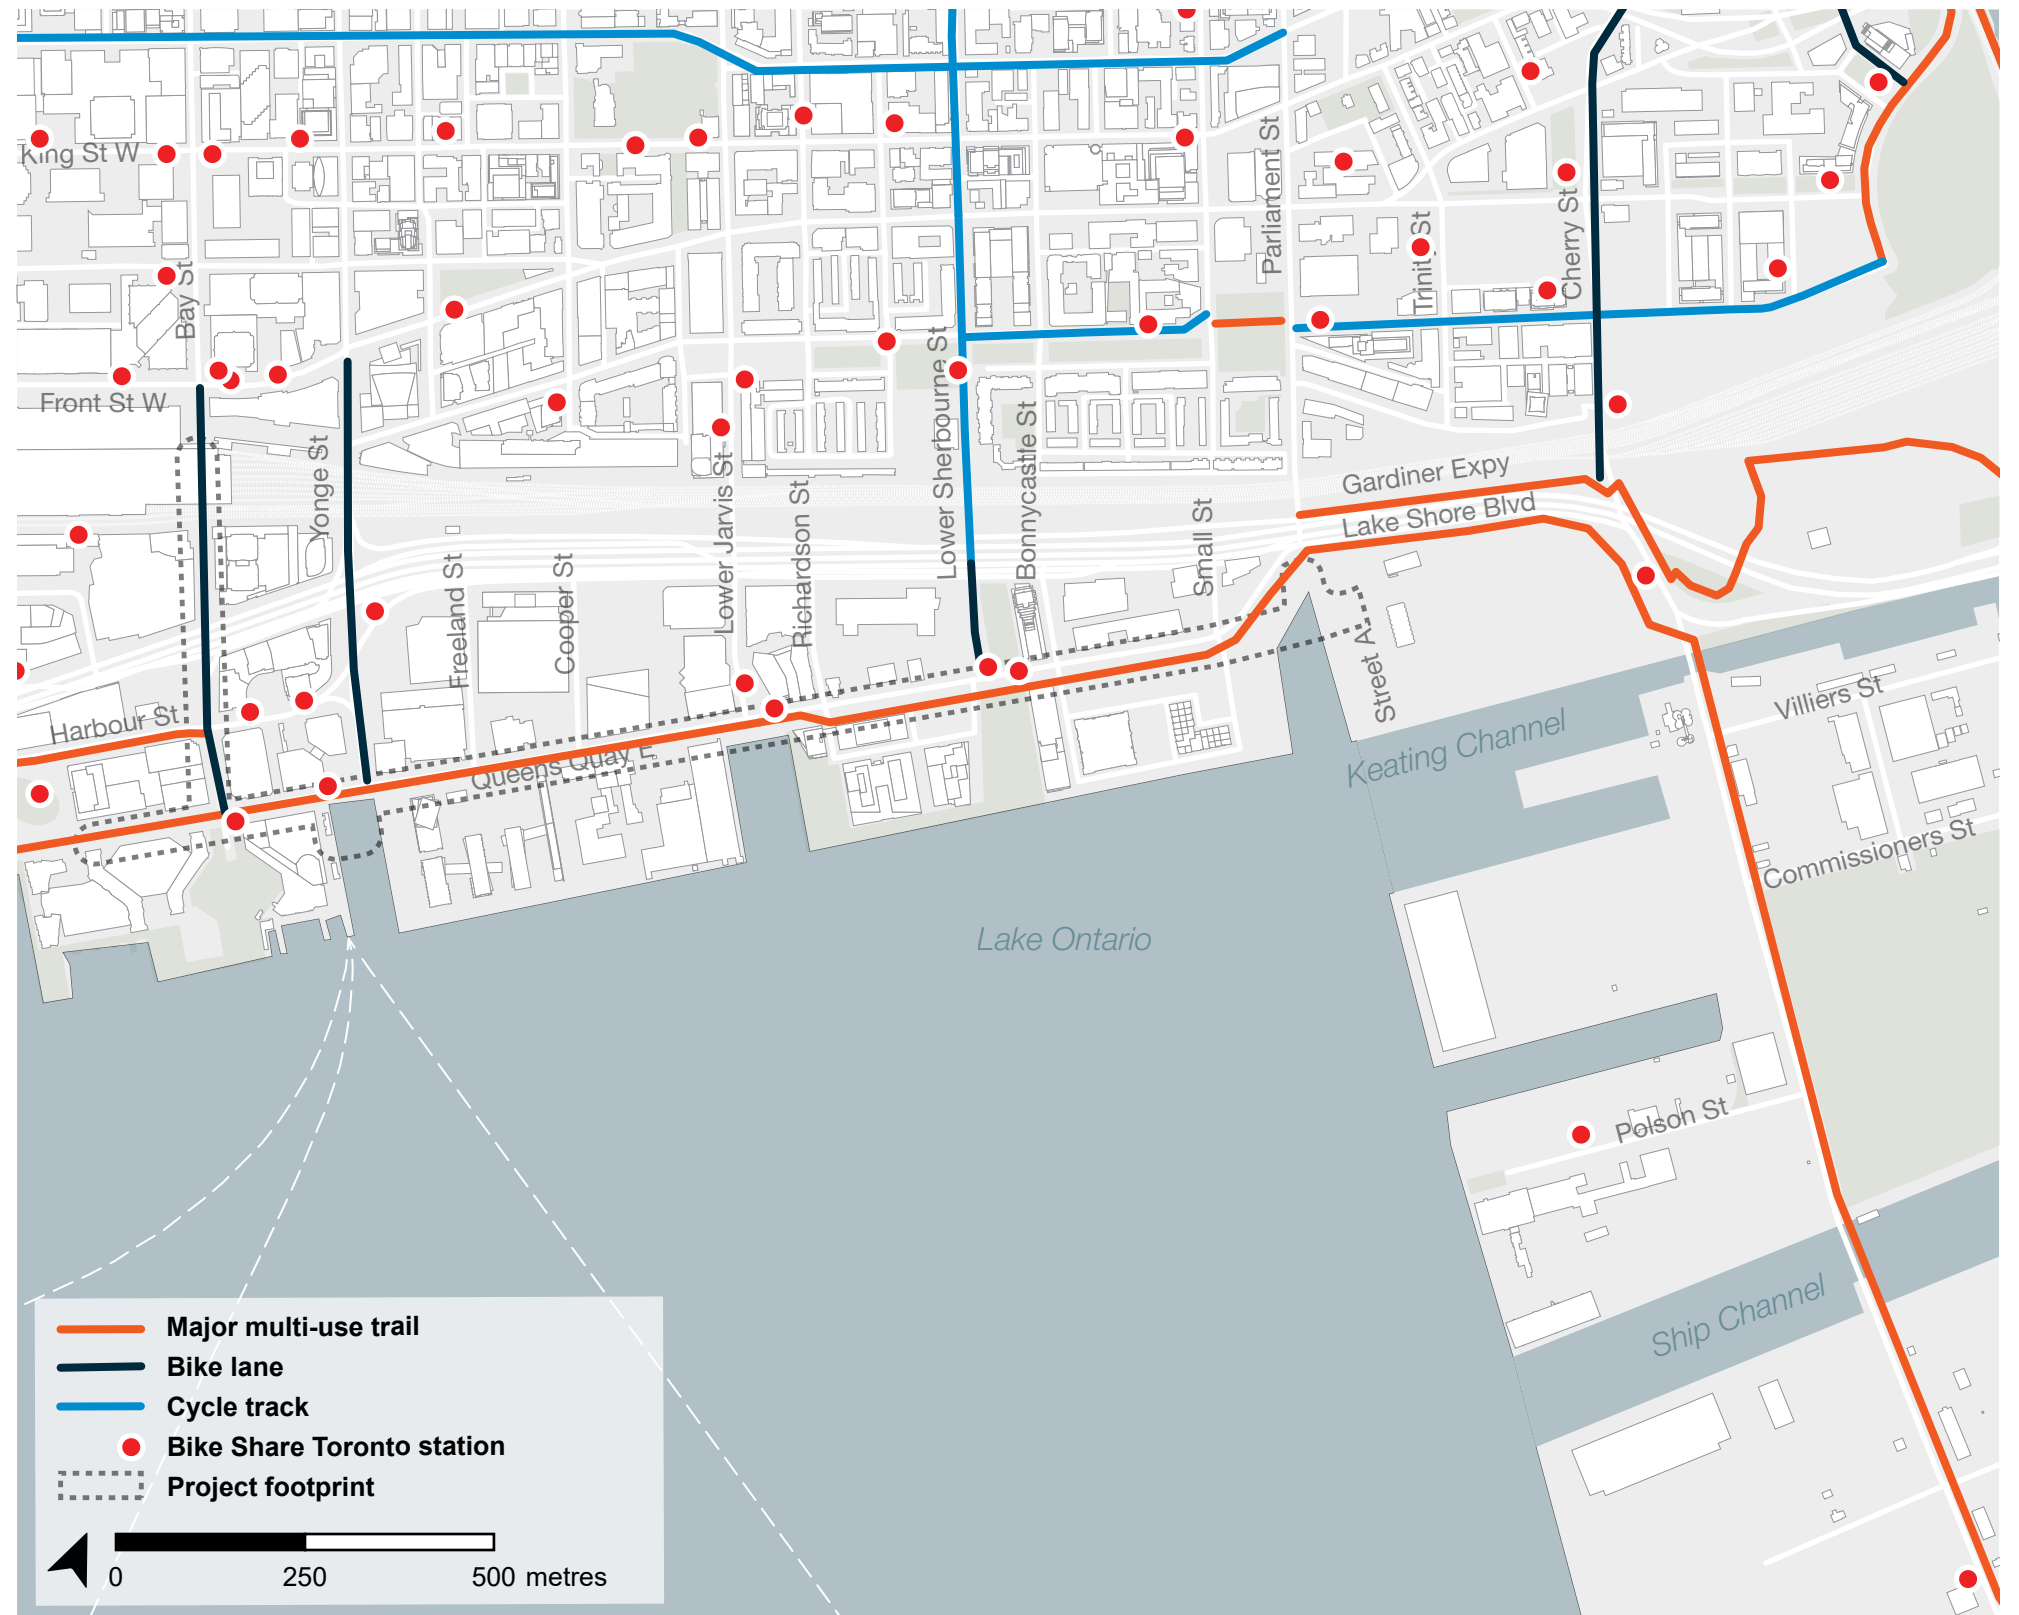 King St W
Parliament St
Trinity St
Cherry St
Bay St
Front St W
Yonge St
Lower Jarvis St
Richardson St
Lower Sherbourne St
Bonnycastle St
Small St
Gardiner Expy
Lake Shore Blvd
Freeland St
Cooper St
Street A
Harbour St
Queens Quay E
Villiers St
Keating Channel
Commissioners St
Lake Ontario
Polson St
Ship Channel
Major multi-use trail
Bike lane
Cycle track
Bike Share Toronto station
Project footprint
0 250 500 metres